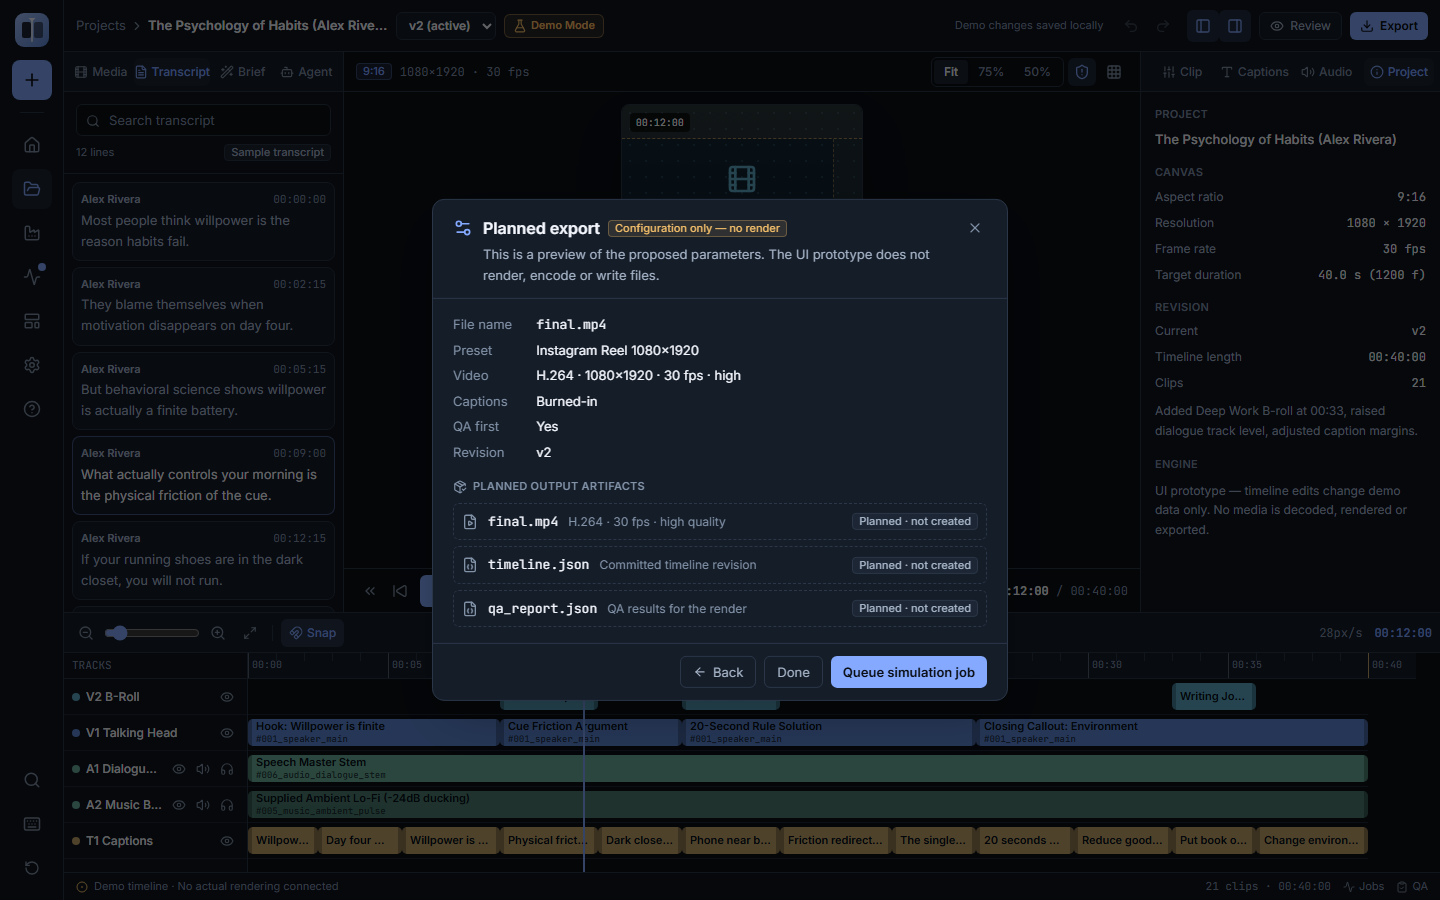 Projects > The Psychology of Habits (Alex Rive...
v2 (active)
Demo Mode
Demo changes saved locally
Review
Export
Media
Transcript
Brief
Agent
9:16
1080×1920 · 30 fps
Fit
75%
50%
Clip
Captions
Audio
Project
Search transcript
12 lines
Sample transcript
Alex Rivera
00:00:00
Most people think willpower is the
reason habits fail.
Alex Rivera
00:02:15
They blame themselves when
motivation disappears on day four.
Alex Rivera
00:05:15
But behavioral science shows willpower
is actually a finite battery.
Alex Rivera
00:09:00
What actually controls your morning is
the physical friction of the cue.
Alex Rivera
00:12:15
If your running shoes are in the dark
closet, you will not run.
00:12:00
Planned export
Configuration only — no render
This is a preview of the proposed parameters. The UI prototype does not
render, encode or write files.
File name final.mp4
Preset Instagram Reel 1080×1920
Video H.264 · 1080×1920 · 30 fps · high
Captions Burned-in
QA first Yes
Revision v2
PLANNED OUTPUT ARTIFACTS
final.mp4 H.264 · 30 fps · high quality Planned · not created
timeline.json Committed timeline revision Planned · not created
qa_report.json QA results for the render Planned · not created
Back
Done
Queue simulation job
:12:00 / 00:40:00
PROJECT
The Psychology of Habits (Alex Rivera)
CANVAS
Aspect ratio 9:16
Resolution 1080 × 1920
Frame rate 30 fps
Target duration 40.0 s (1200 f)
REVISION
Current v2
Timeline length 00:40:00
Clips 21
Added Deep Work B-roll at 00:33, raised
dialogue track level, adjusted caption margins.
ENGINE
UI prototype — timeline edits change demo
data only. No media is decoded, rendered or
exported.
Snap
28px/s 00:12:00
TRACKS
00:00
00:05
00:30
00:35
00:40
V2 B-Roll
Writing Jo...
V1 Talking Head
Hook: Willpower is finite
#001_speaker_main
Cue Friction Argument
#001_speaker_main
20-Second Rule Solution
#001_speaker_main
Closing Callout: Environment
#001_speaker_main
A1 Dialogu...
Speech Master Stem
#006_audio_dialogue_stem
A2 Music B...
Supplied Ambient Lo-Fi (-24dB ducking)
#005_music_ambient_pulse
T1 Captions
Willpow...
Day four ...
Willpower is ...
Physical frict...
Dark close...
Phone near b...
Friction redirect...
The single...
20 seconds ...
Reduce good...
Put book o...
Change environ...
Demo timeline · No actual rendering connected
21 clips · 00:40:00
Jobs
QA